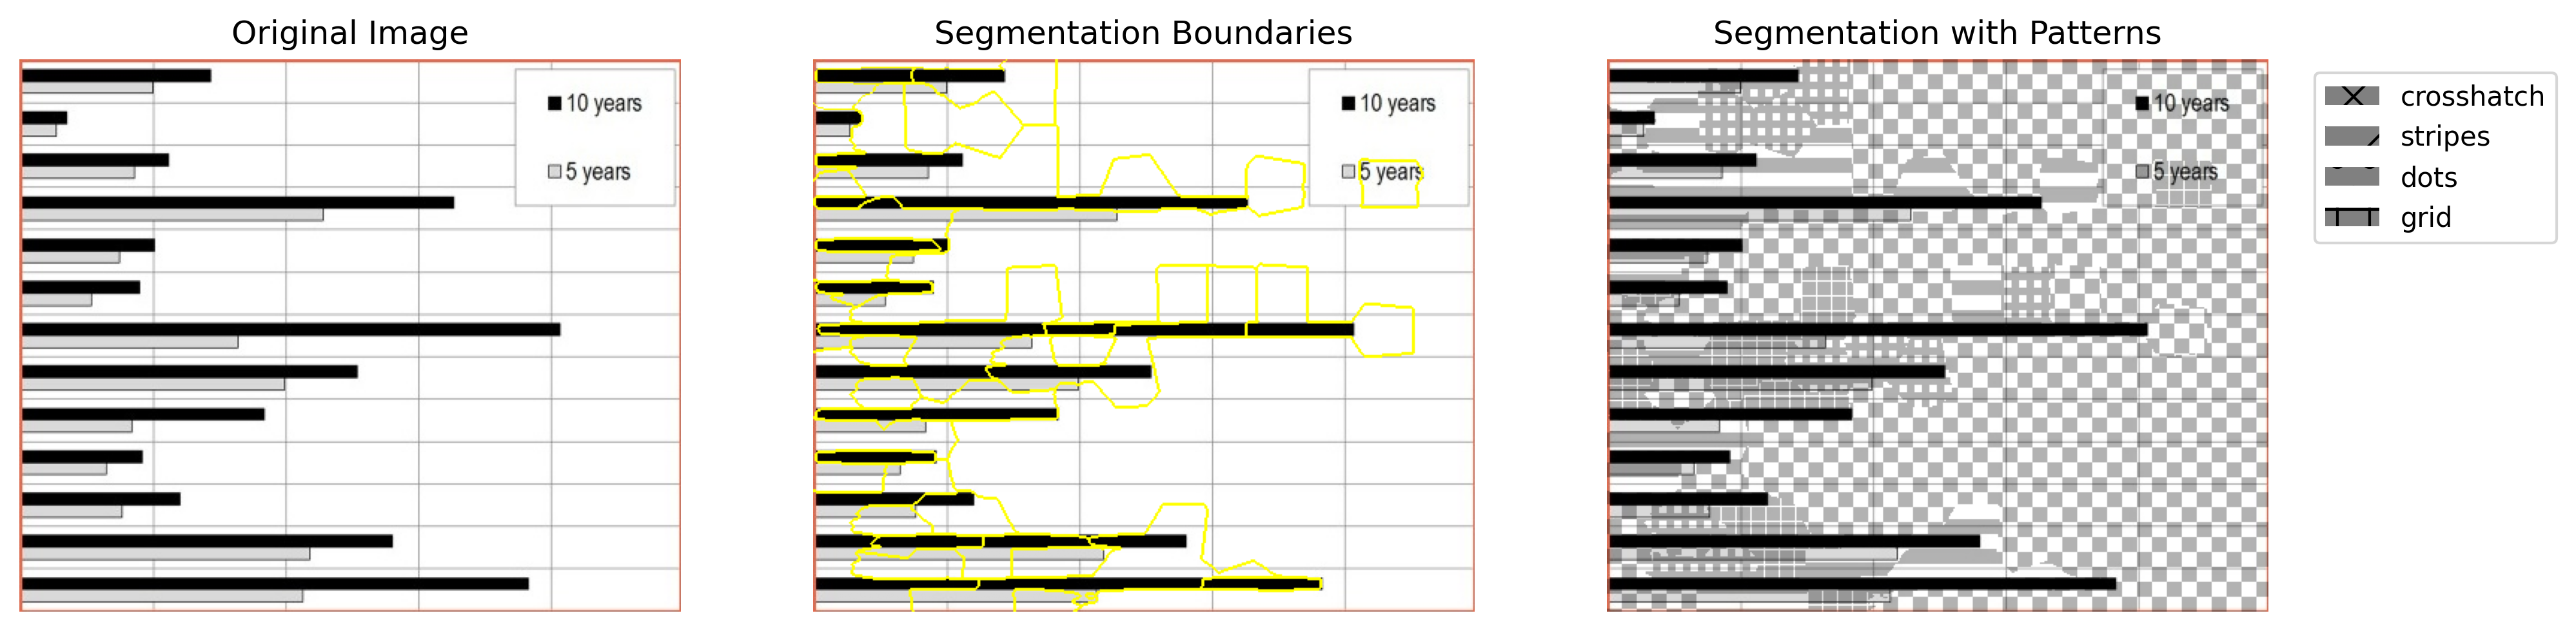 Original Image
10 years
5 years
Segmentation Boundaries
10 years
5 years
Segmentation with Patterns
10 years
5 years
crosshatch
stripes
dots
grid